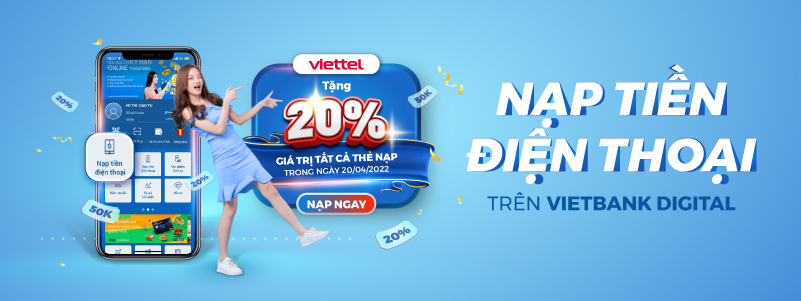 viettel
Tặng
20%
GIÁ TRỊ TẤT CẢ THẺ NẠP
TRONG NGÀY 20/04/2022
NẠP NGAY
NẠP TIỀN
ĐIỆN THOẠI
TRÊN VIETBANK DIGITAL
Nạp tiền
điện thoại
20%
50K
20%
50K
20%